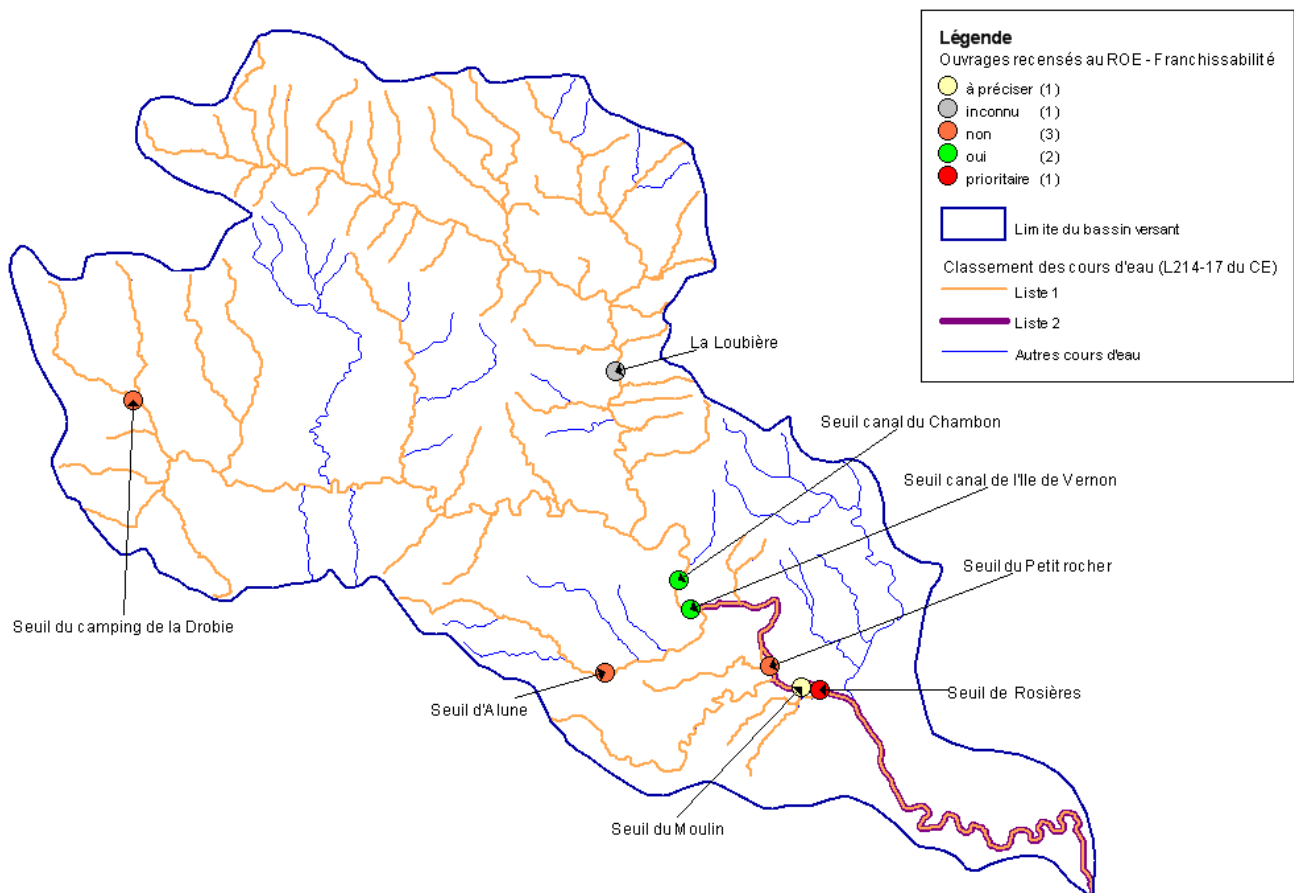 Légende
Ouvrages recensés au ROE - Franchissabilité
à préciser (1)
inconnu (1)
non (3)
oui (2)
prioritaire (1)
Limite du bassin versant
Classement des cours d'eau (L214-17 du CE)
Liste 1
Liste 2
Autres cours d'eau
La Loubière
Seuil canal du Chambon
Seuil canal de l'Ile de Vernon
Seuil du Petit rocher
Seuil du camping de la Drobie
Seuil d'Alune
Seuil de Rosières
Seuil du Moulin